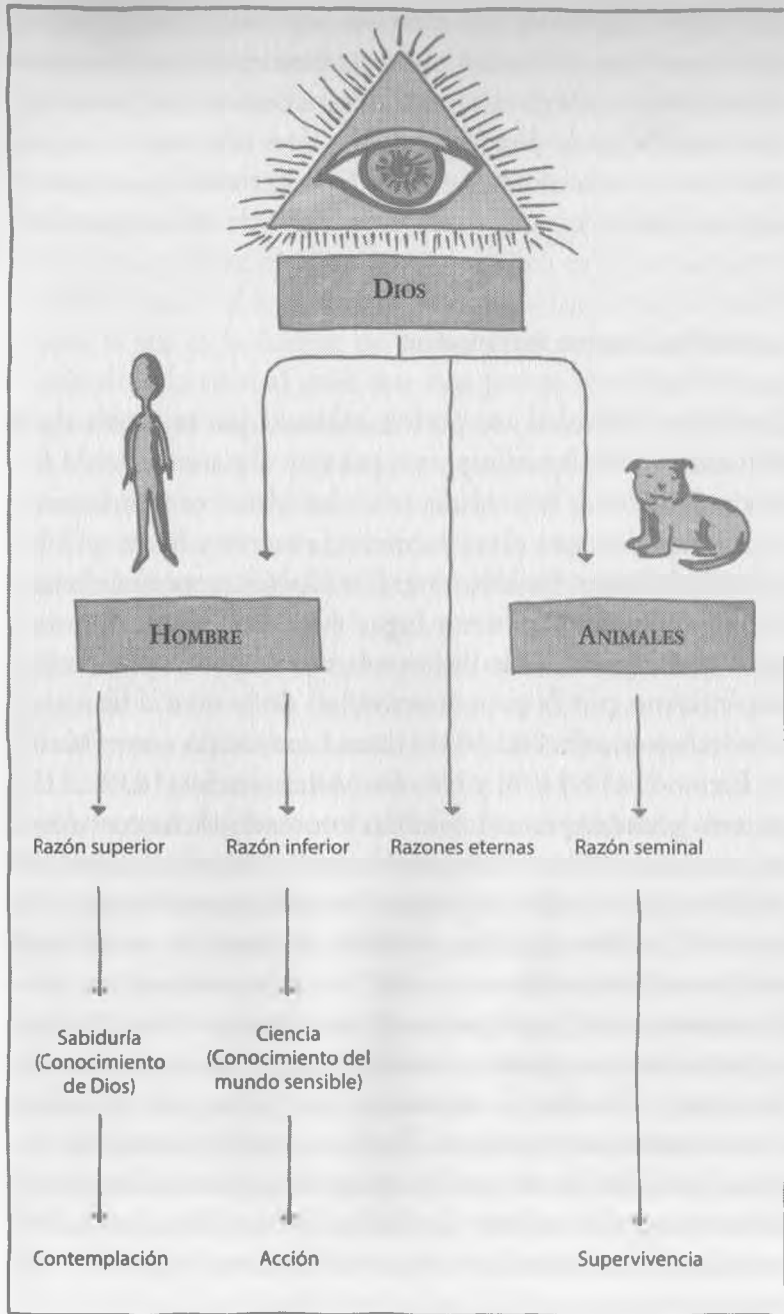 DIOS
HOMBRE
ANIMALES
Razón superior
Razón inferior
Razones eternas
Razón seminal
Sabiduría
(Conocimiento
de Dios)
Ciencia
(Conocimiento del
mundo sensible)
Contemplación
Acción
Supervivencia